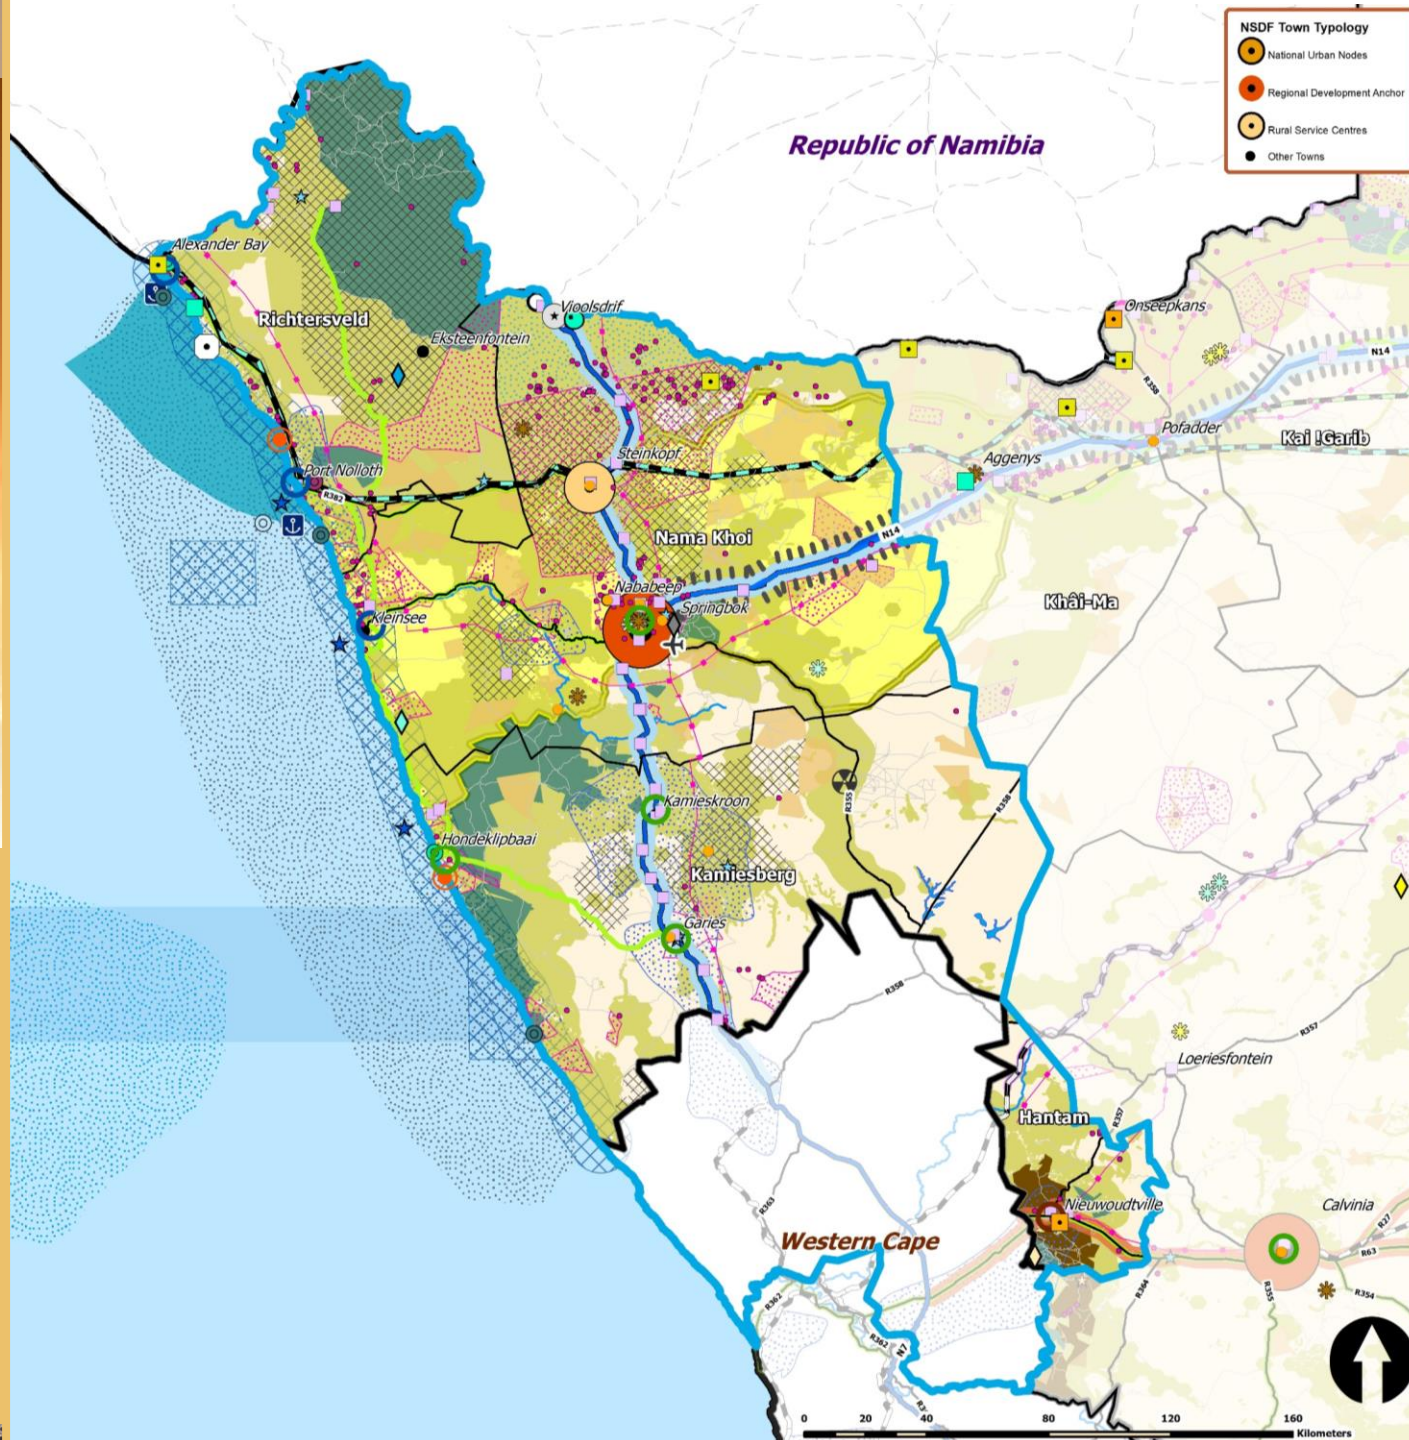 NSDF Town Typology
National Urban Nodes
Regional Development Anchor
Rural Service Centres
Other Towns
Republic of Namibia
Alexander Bay
Richtersveld
Vioolsdrif
Onseepkans
Eksteenfontein
N14
R358
Pofadder
Kai !Garib
Steinkopf
Aggenys
Port Nolloth
R382
Nama Khoi
N14
Nababeep
Springbok
Khâi-Ma
Kleinsee
Kamieskroon
R355
R358
Hondeklipbaai
Kamiesberg
Garies
R358
R357
Loeriesfontein
Hantam
R357
R363
Nieuwoudtville
Calvinia
R27
Western Cape
R63
R364
R355
R354
R362
R362
N7
0 20 40 80 120 160
Kilometers